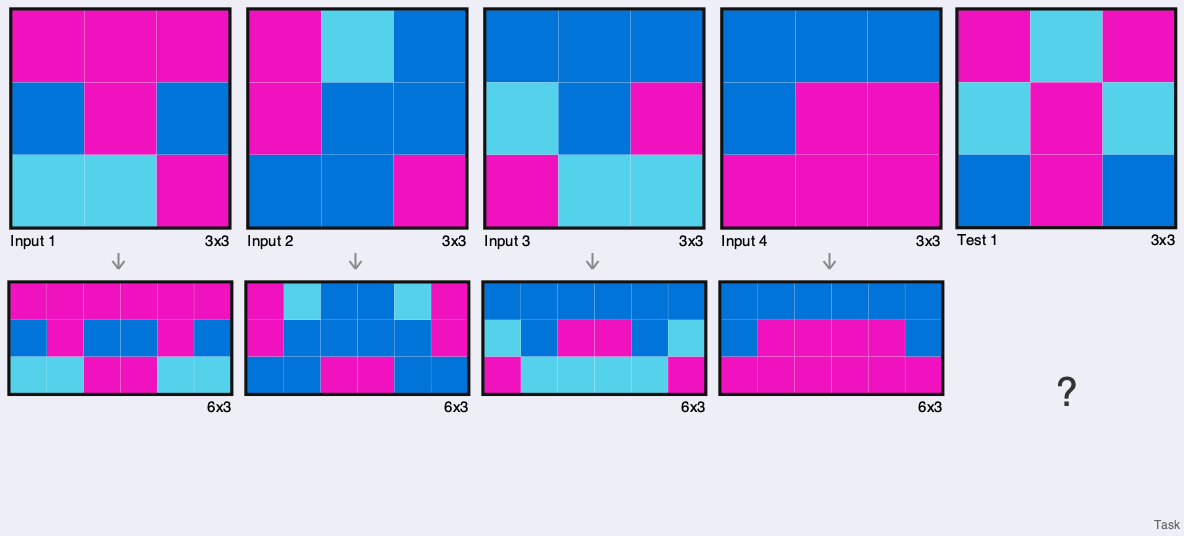 Input 1 3x3
Input 2 3x3
Input 3 3x3
Input 4 3x3
Test 1 3x3
6x3
6x3
6x3
6x3
?
Task